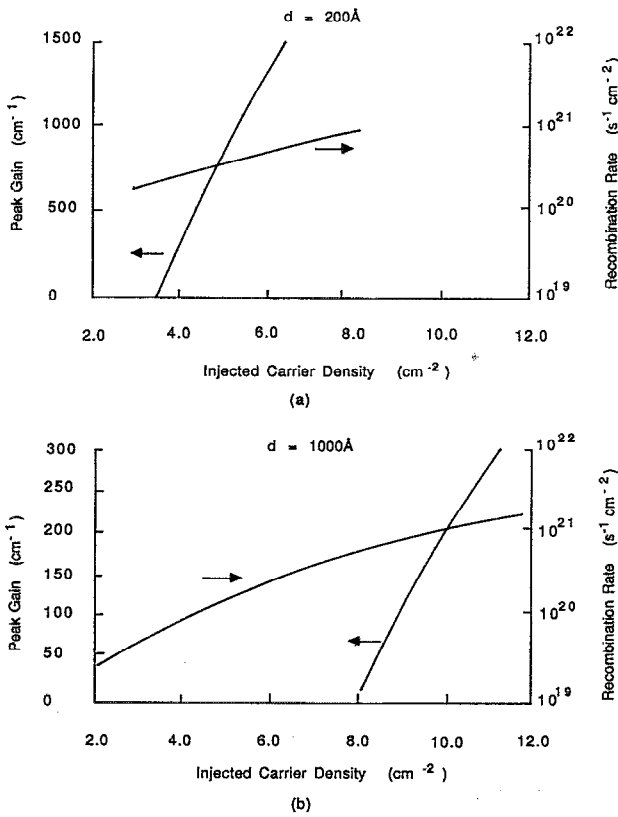 d = 200Å
1500
1000
500
0
Peak Gain (cm⁻¹)
10²²
10²¹
10²⁰
10¹⁹
Recombination Rate (s⁻¹ cm⁻²)
2.0 4.0 6.0 8.0 10.0 12.0
Injected Carrier Density (cm⁻²)
(a)
d = 1000Å
300
250
200
150
100
50
0
Peak Gain (cm⁻¹)
10²²
10²¹
10²⁰
10¹⁹
Recombination Rate (s⁻¹ cm⁻²)
2.0 4.0 6.0 8.0 10.0 12.0
Injected Carrier Density (cm⁻²)
(b)